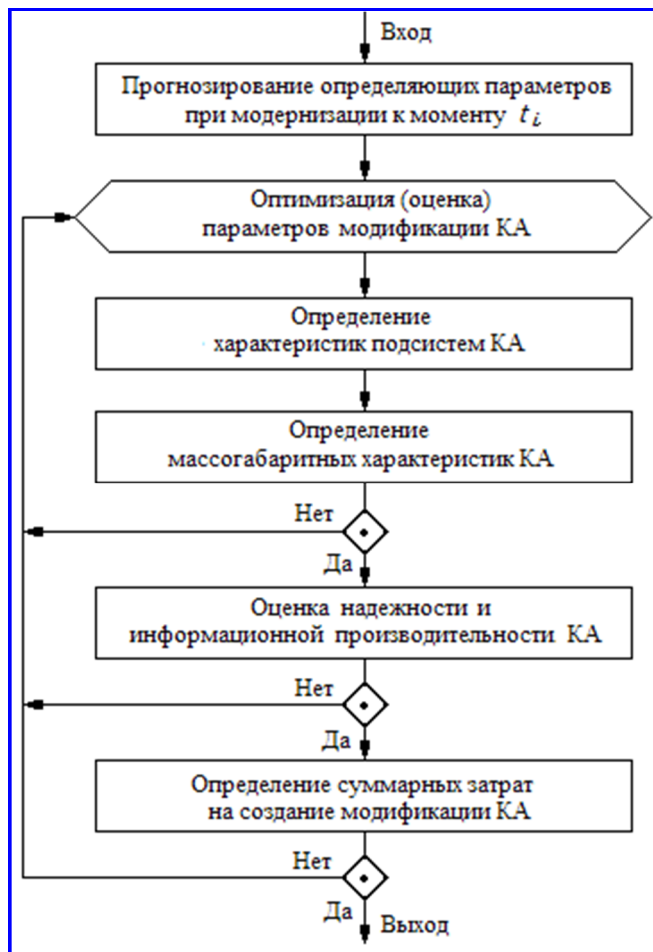 Вход
Прогнозирование определяющих параметров
при модернизации к моменту t i
Оптимизация (оценка)
параметров модификации КА
Определение
характеристик подсистем КА
Определение
массогабаритных характеристик КА
Нет
Да
Оценка надежности и
информационной производительности КА
Нет
Да
Определение суммарных затрат
на создание модификации КА
Нет
Да
Выход